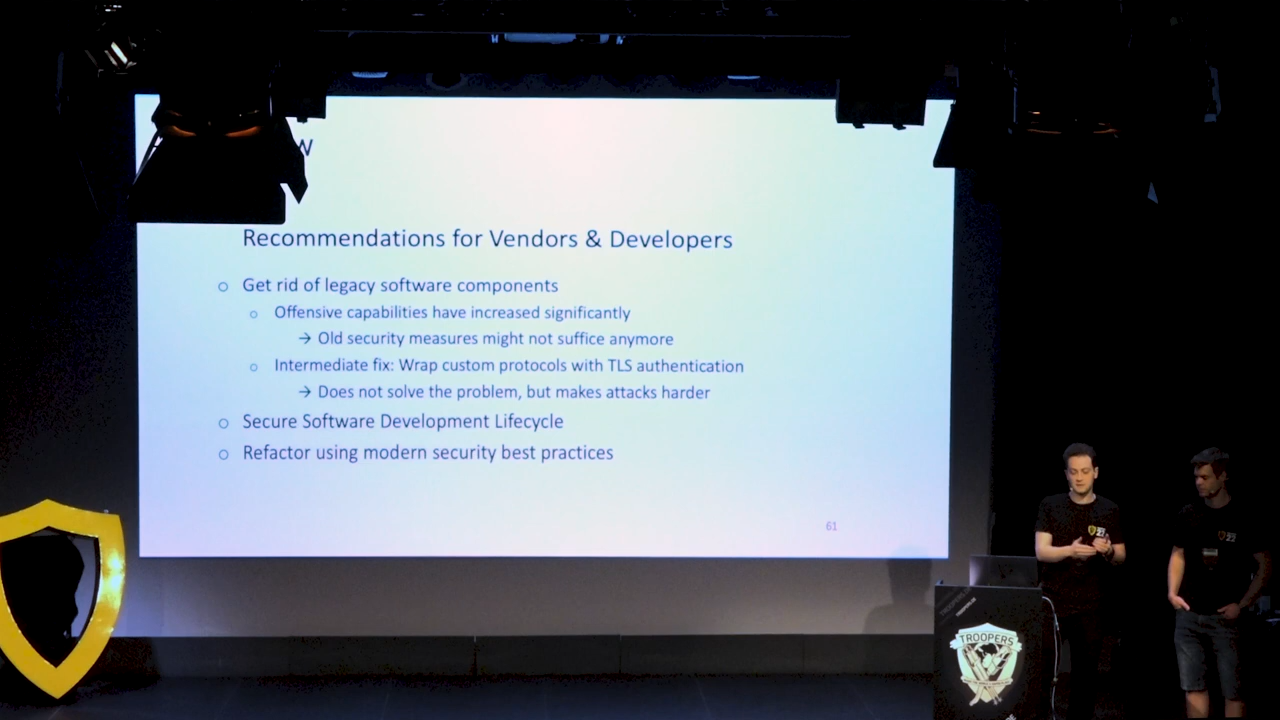 w
Recommendations for Vendors & Developers
○ Get rid of legacy software components
○ Offensive capabilities have increased significantly
→ Old security measures might not suffice anymore
○ Intermediate fix: Wrap custom protocols with TLS authentication
→ Does not solve the problem, but makes attacks harder
○ Secure Software Development Lifecycle
○ Refactor using modern security best practices
61
TROOPERS